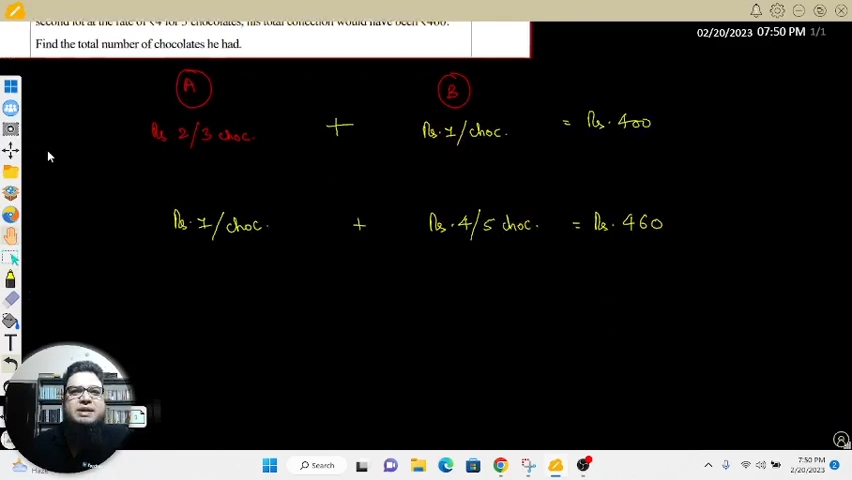 second lot at the rate of ₹4 for 5 chocolates, his total collection would have been ₹460.
Find the total number of chocolates he had.
02/20/2023 07:50 PM 1/1
A B
Rs 2/3 choc. + Rs. 1/choc. = Rs. 400
Rs. 1/choc. + Rs. 4/5 choc. = Rs. 460
T
Search
7:50 PM
2/20/2023
2